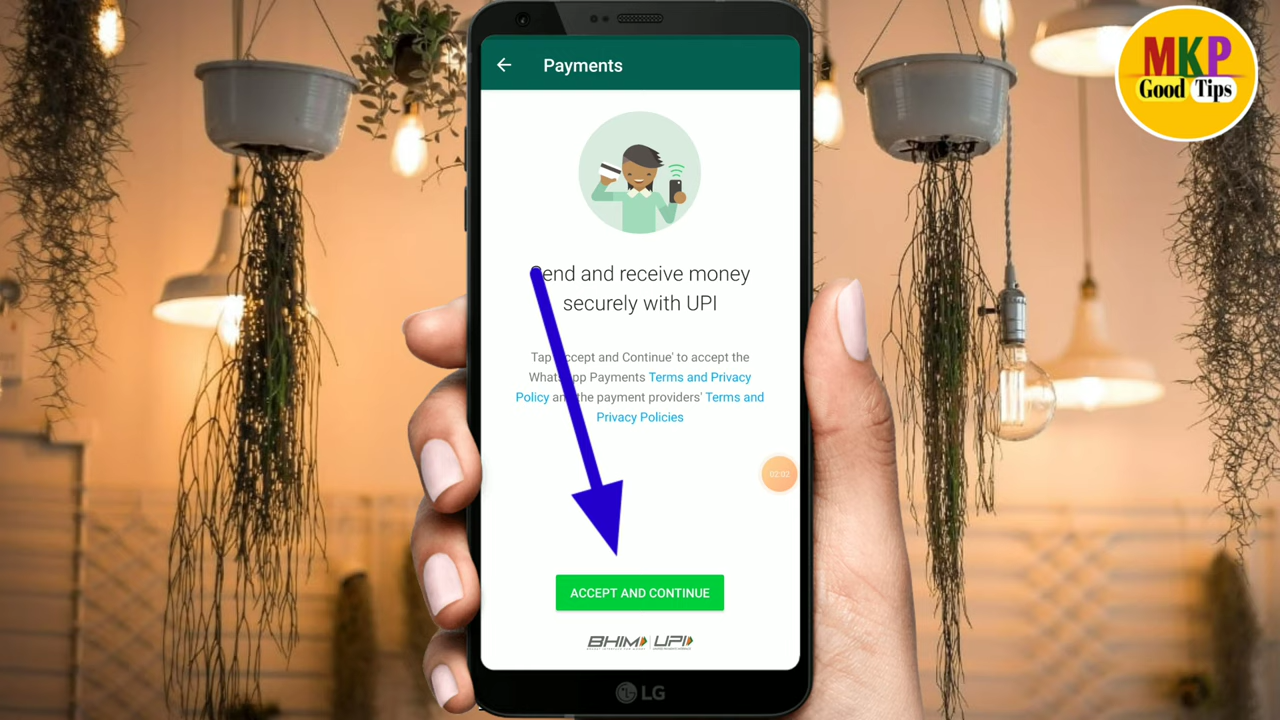 Payments
MKP
Good Tips
Send and receive money
securely with UPI
Tap 'Accept and Continue' to accept the
WhatsApp Payments Terms and Privacy
Policy and the payment providers' Terms and
Privacy Policies
02:02
ACCEPT AND CONTINUE
BHIM UPI
LG